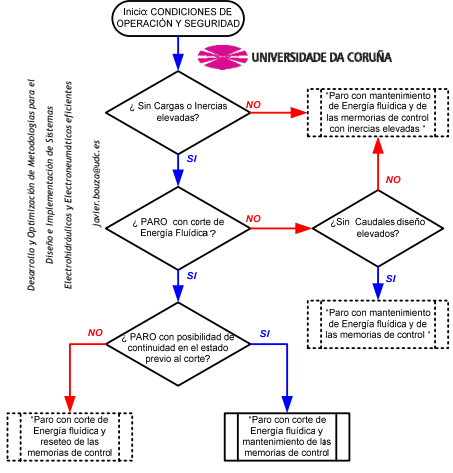 Inicio: CONDICIONES DE
OPERACIÓN Y SEGURIDAD
UNIVERSIDADE DA CORUÑA
Desarrollo y Optimización de Metodologías para el
Diseño e Implementación de Sistemas
Electrohidráulicos y Electroneumáticos eficientes
javier.bouza@udc.es
¿ Sin Cargas o Inercias
elevadas?
NO
"Paro con mantenimiento
de Energía fluídica y de
las memorias de control
con inercias elevadas "
SI
NO
¿ PARO con corte de
Energía Fluídica ?
NO
¿Sin Caudales diseño
elevados?
SI
SI
"Paro con mantenimiento
de Energía fluídica y de
las memorias de control "
¿ PARO con posibilidad de
continuidad en el estado
previo al corte?
NO
SI
"Paro con corte de
Energía fluídica y
reseteo de las
memorias de control
"Paro con corte de
Energía fluídica y
mantenimiento de las
memorias de control